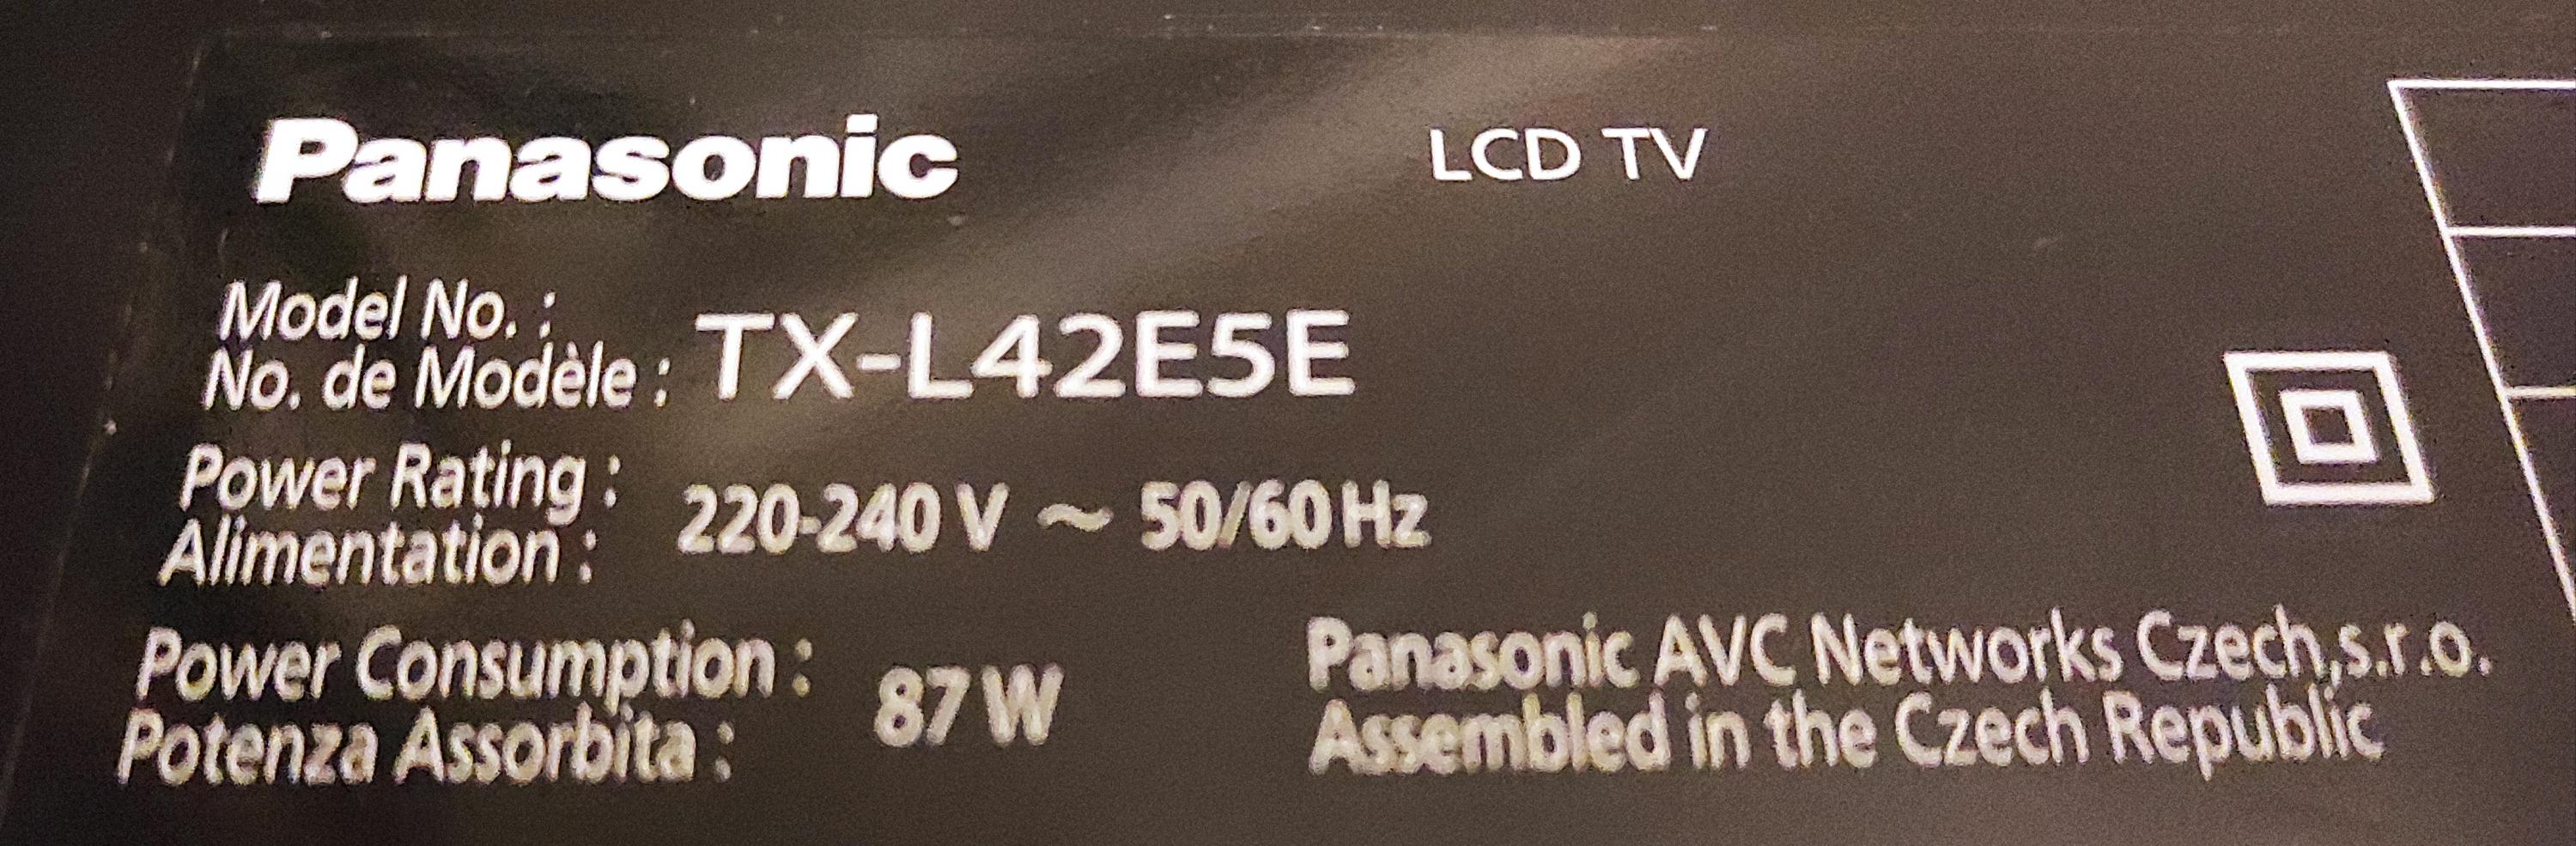 Panasonic
LCD TV
Model No. :
No. de Modèle :
TX-L42E5E
Power Rating :
Alimentation :
220-240 V ~ 50/60 Hz
Power Consumption :
Potenza Assorbita :
87 W
Panasonic AVC Networks Czech,s.r.o.
Assembled in the Czech Republic